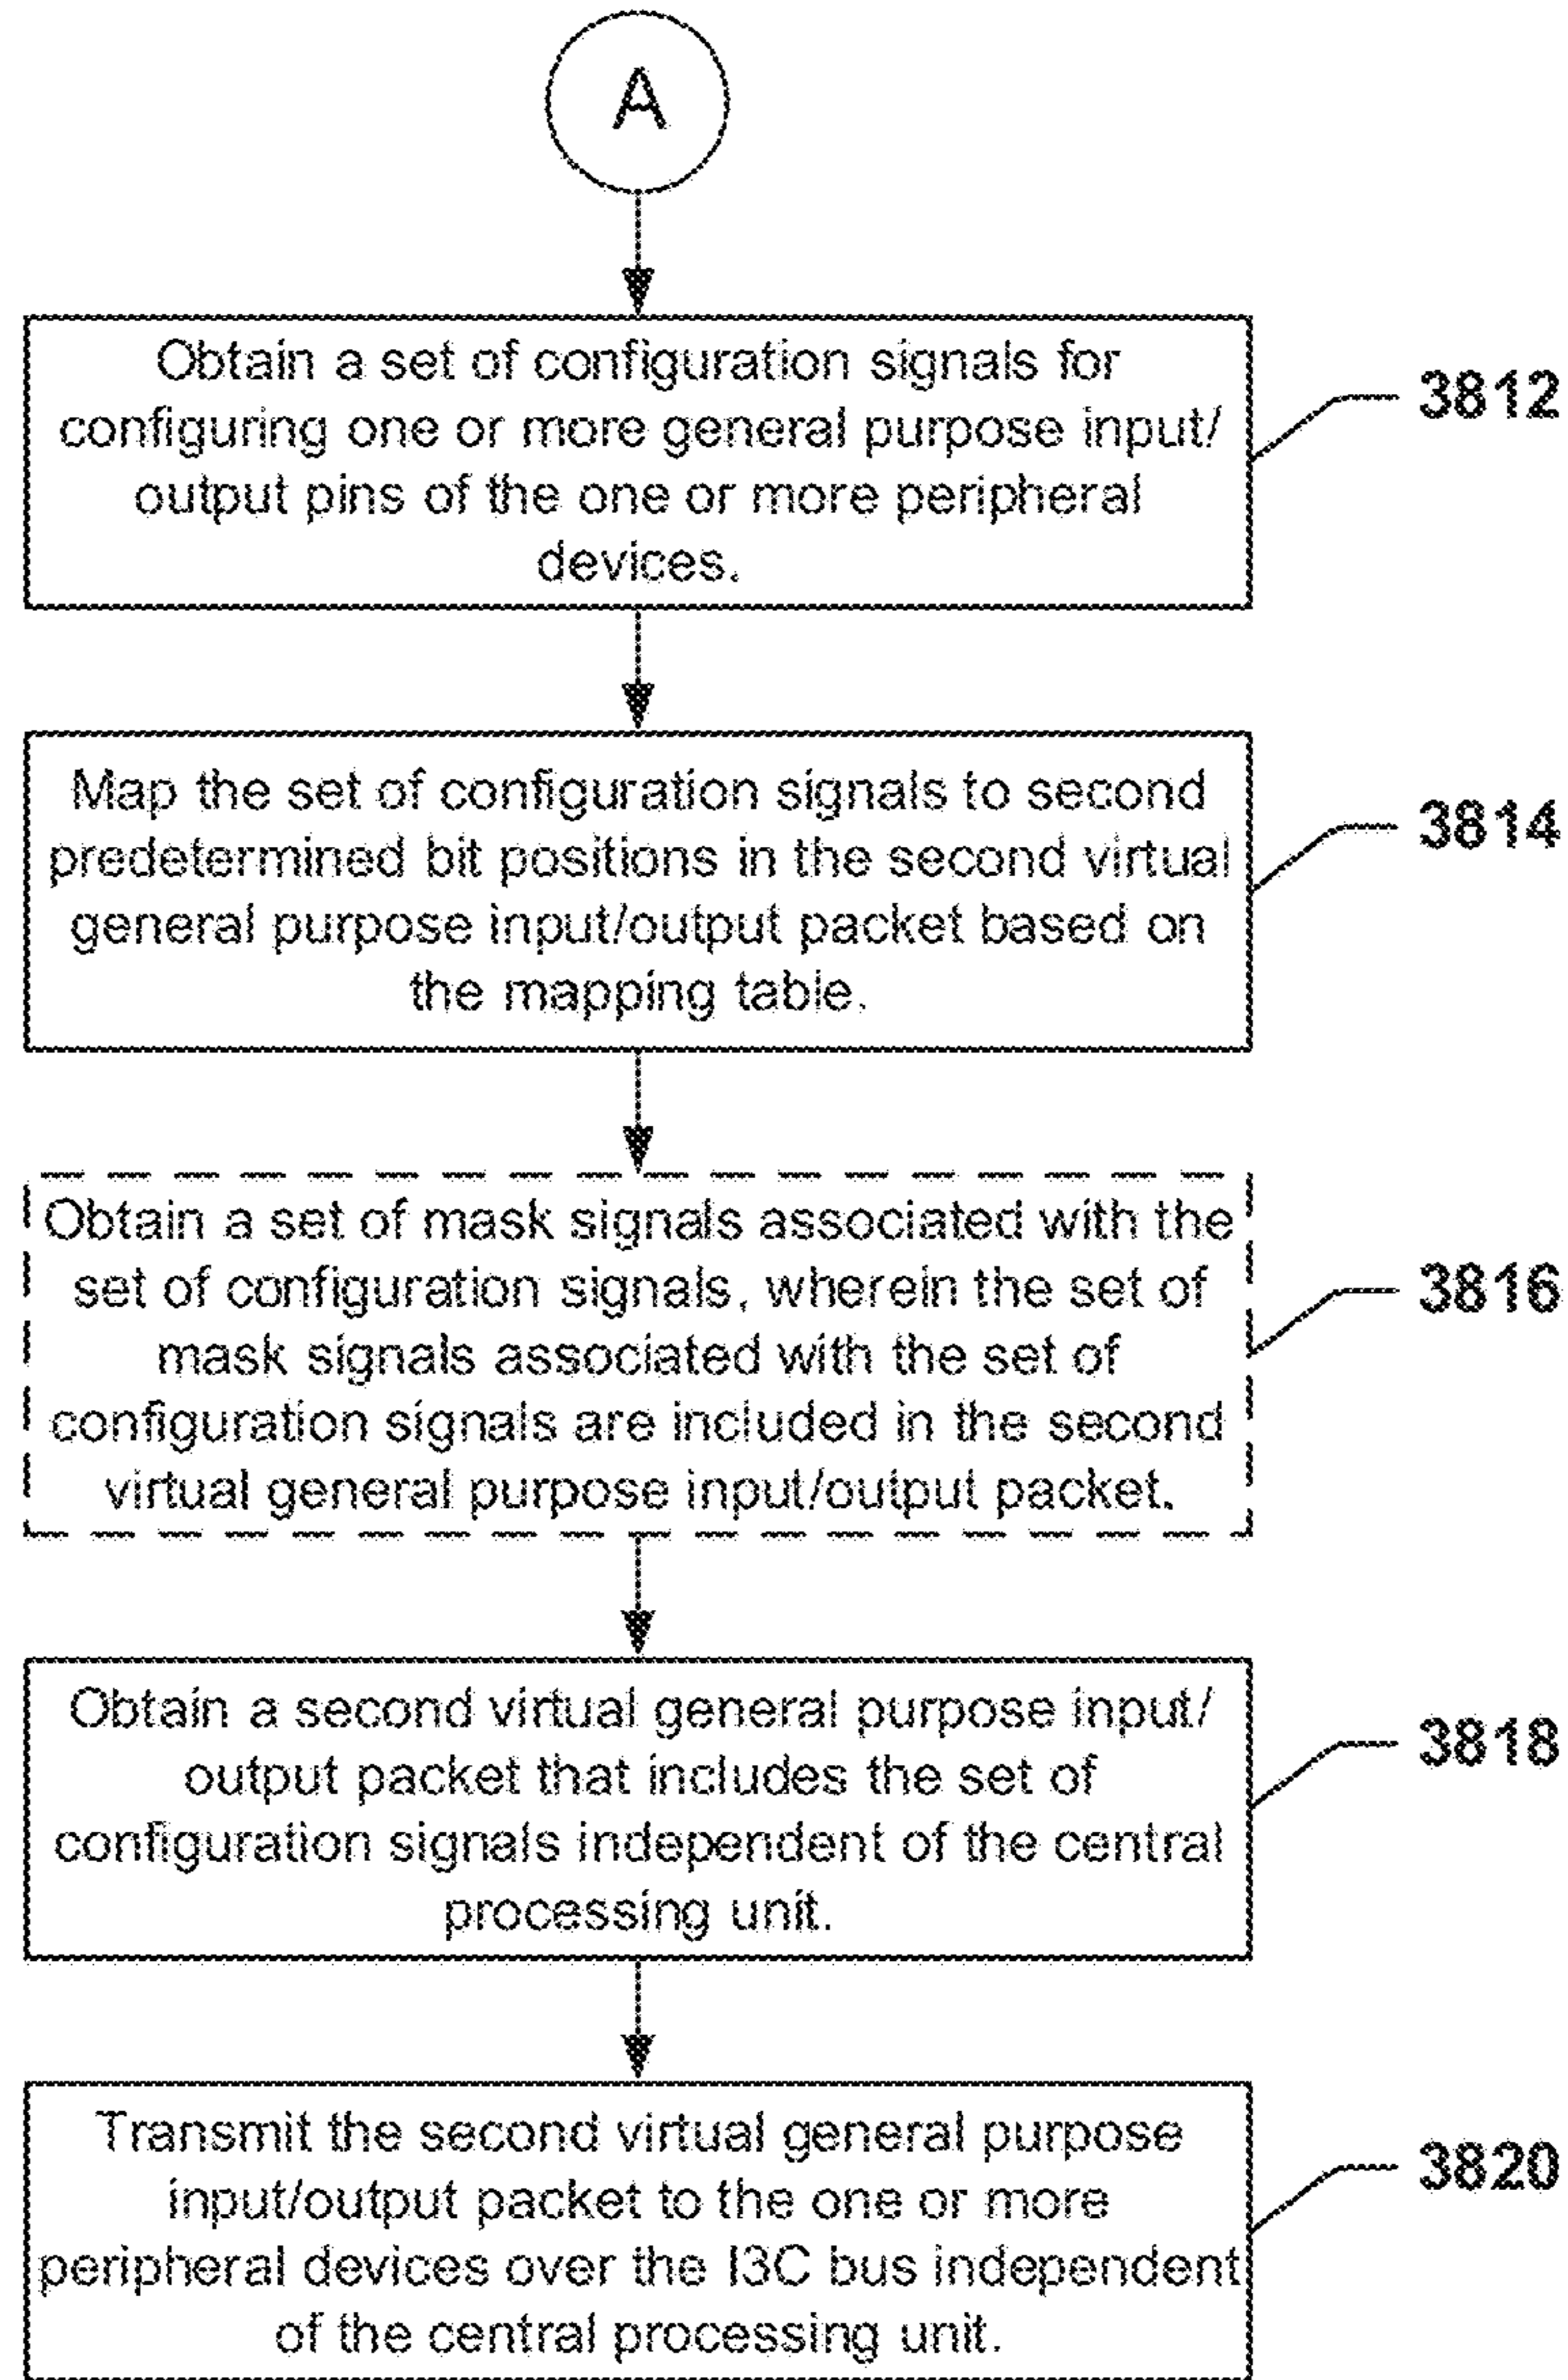 A
Obtain a set of configuration signals for
configuring one or more general purpose input/
output pins of the one or more peripheral
devices.
3812
Map the set of configuration signals to second
predetermined bit positions in the second virtual
general purpose input/output packet based on
the mapping table.
3814
Obtain a set of mask signals associated with the
set of configuration signals, wherein the set of
mask signals associated with the set of
configuration signals are included in the second
virtual general purpose input/output packet.
3816
Obtain a second virtual general purpose input/
output packet that includes the set of
configuration signals independent of the central
processing unit.
3818
Transmit the second virtual general purpose
input/output packet to the one or more
peripheral devices over the I3C bus independent
of the central processing unit.
3820